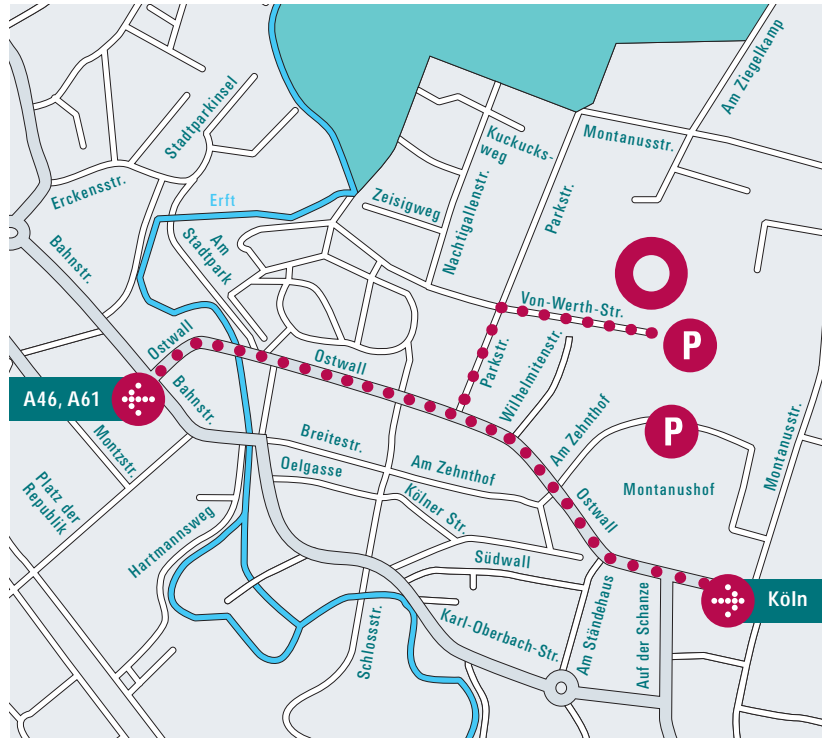 Am Ziegelkamp
Stadtparkinsel
Kuckucks-
weg
Montanusstr.
Erckensstr.
Zeisigweg
Nachtigallenstr.
Parkstr.
Erft
Am
Stadtpark
Bahnstr.
Von-Werth-Str.
P
Ostwall
Ostwall
Parkstr.
Wilhelmitenstr.
A46, A61
Bahnstr.
Am Zehnthof
P
Montanusstr.
Montzstr.
Breitestr.
Oelgasse
Am Zehnthof
Montanushof
Platz der
Republik
Kölner Str.
Ostwall
Hartmannsweg
Südwall
Köln
Schlossstr.
Karl-Oberbach-Str.
Am Ständehaus
Auf der Schanze